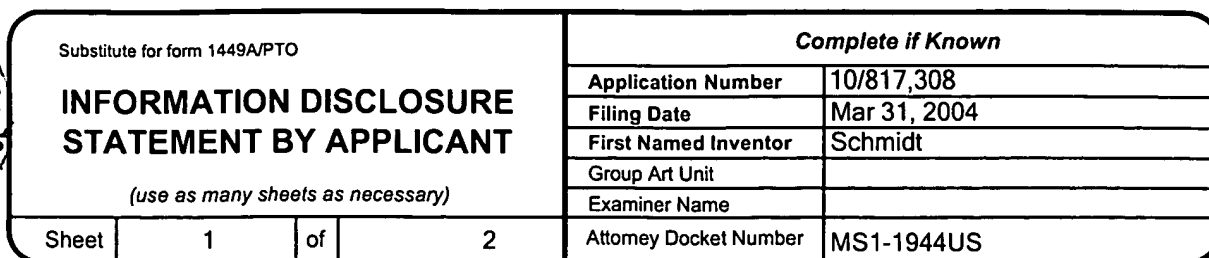 Substitute for form 1449A/PTO
INFORMATION DISCLOSURE
STATEMENT BY APPLICANT
(use as many sheets as necessary)
Sheet 1 of 2
Complete if Known
Application Number 10/817,308
Filing Date Mar 31, 2004
First Named Inventor Schmidt
Group Art Unit
Examiner Name
Attorney Docket Number MS1-1944US